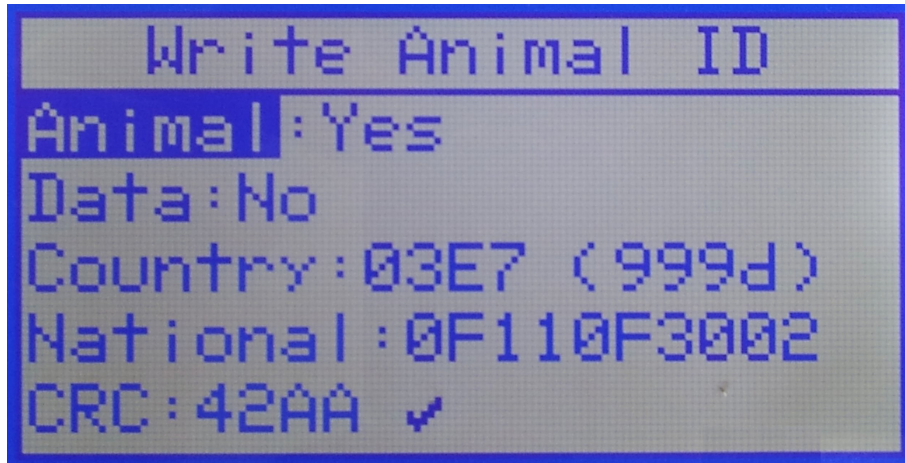 Write Animal ID
Animal:Yes
Data:No
Country:03E7 (999d)
National:0F110F3002
CRC:42AA ✔